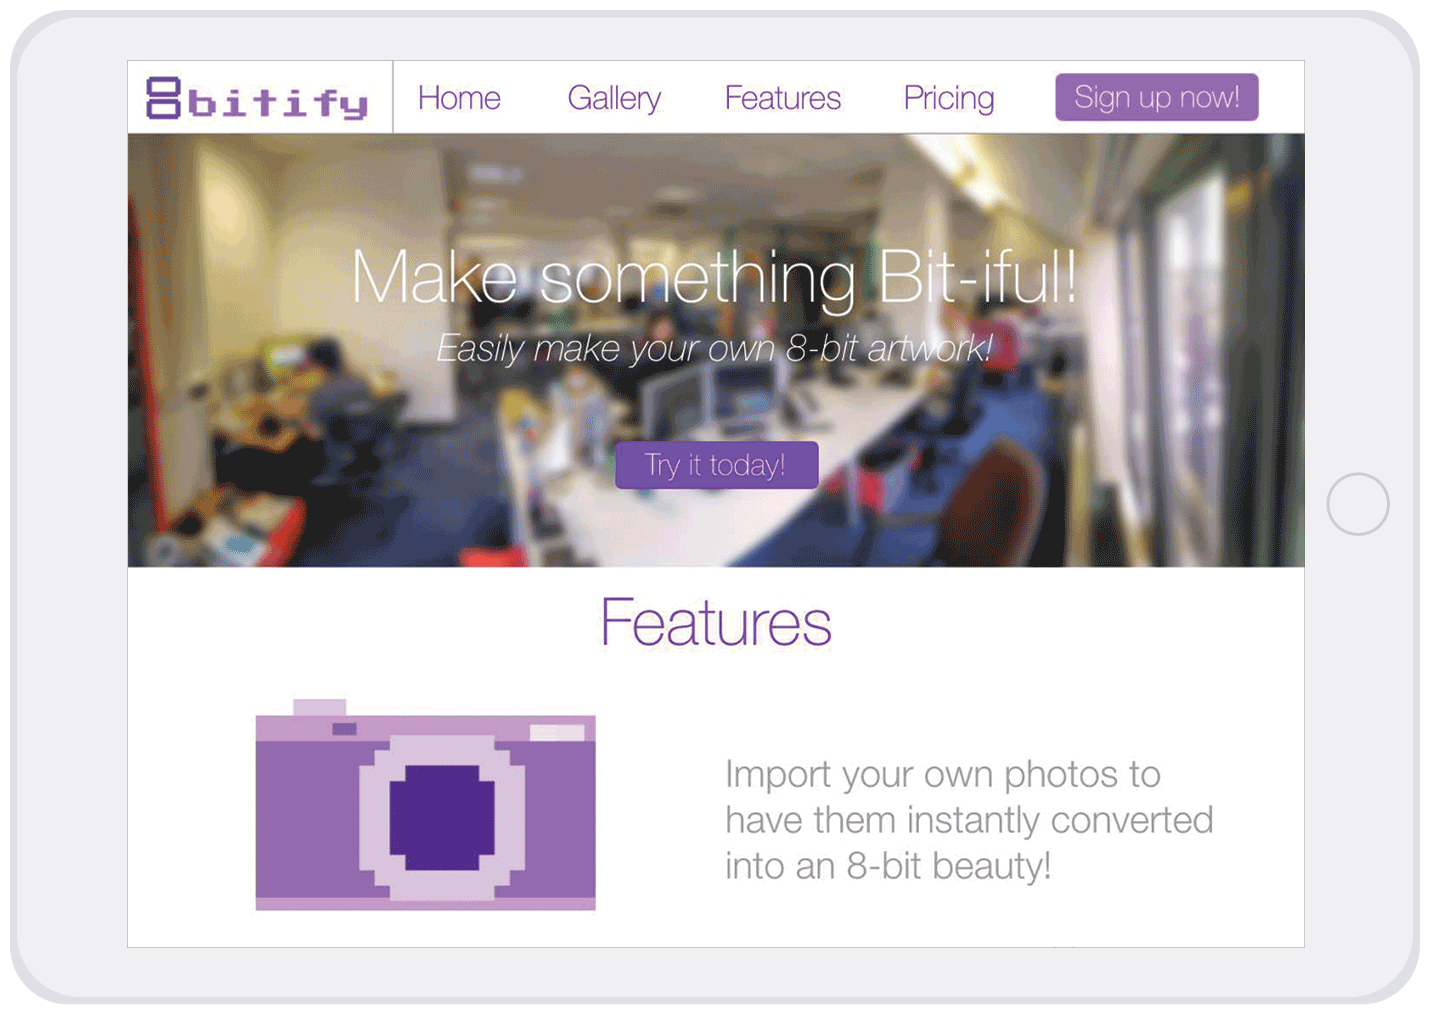 8bitify
Home
Gallery
Features
Pricing
Sign up now!
Make something Bit-iful!
Easily make your own 8-bit artwork!
Try it today!
Features
Import your own photos to
have them instantly converted
into an 8-bit beauty!